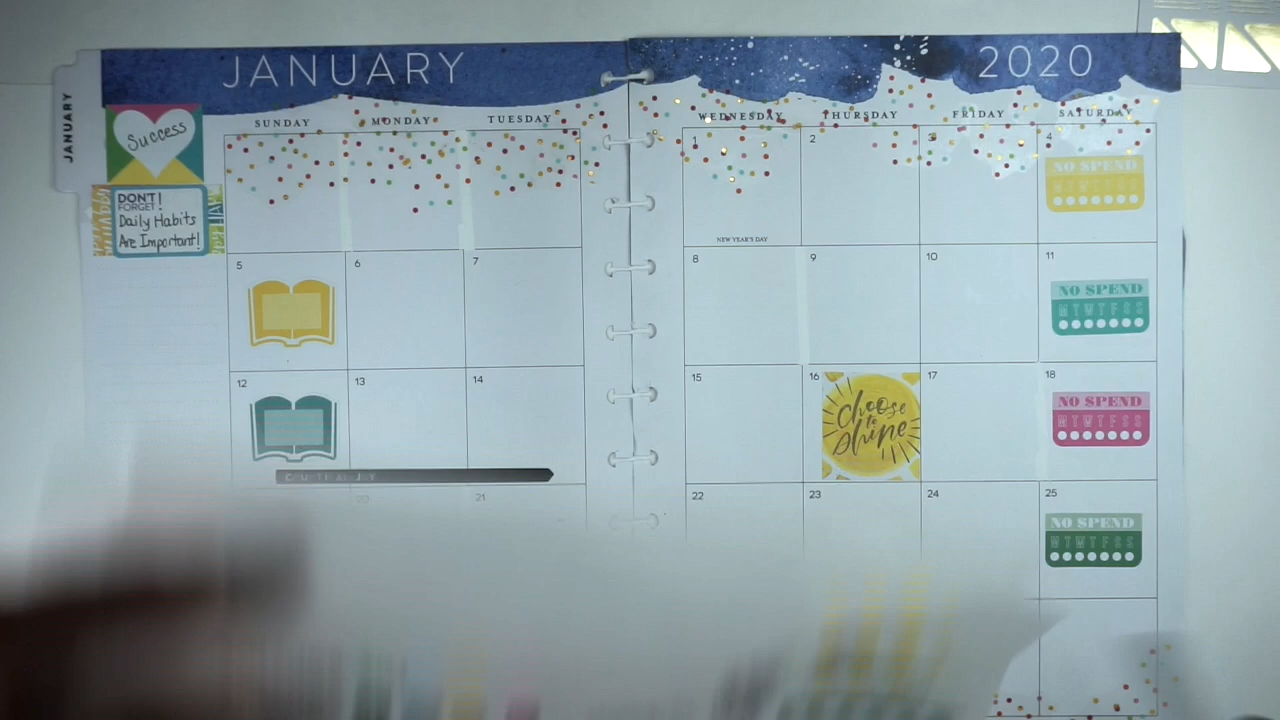 JANUARY
2020
JANUARY
Success
DON'T!
FORGET!
Daily Habits
Are Important!
SUNDAY MONDAY TUESDAY WEDNESDAY THURSDAY FRIDAY SATURDAY
1 2 3 4
NO SPEND
M T W T F S S
NEW YEAR'S DAY
5 6 7 8 9 10 11
NO SPEND
M T W T F S S
12 13 14 15 16 17 18
choose
to
shine
NO SPEND
M T W T F S S
20 21 22 23 24 25
NO SPEND
M T W T F S S